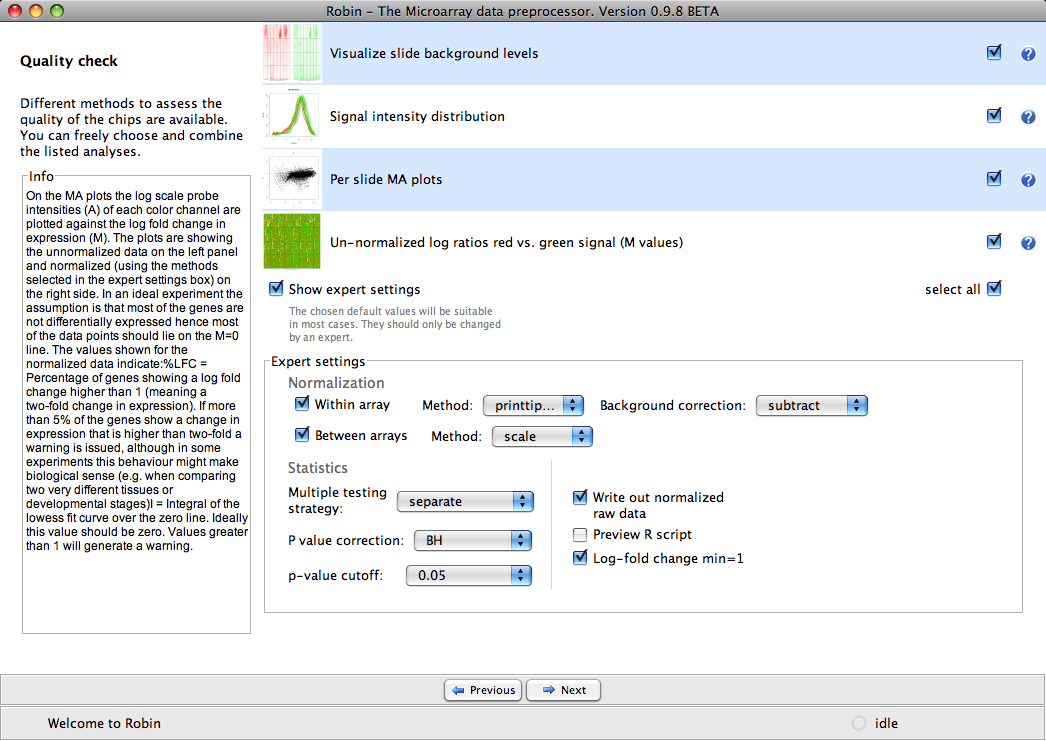 Robin – The Microarray data preprocessor. Version 0.9.8 BETA
Quality check
Different methods to assess the
quality of the chips are available.
You can freely choose and combine
the listed analyses.
Info
On the MA plots the log scale probe
intensities (A) of each color channel are
plotted against the log fold change in
expression (M). The plots are showing
the unnormalized data on the left panel
and normalized (using the methods
selected in the expert settings box) on
the right side. In an ideal experiment the
assumption is that most of the genes are
not differentially expressed hence most
of the data points should lie on the M=0
line. The values shown for the
normalized data indicate:%LFC =
Percentage of genes showing a log fold
change higher than 1 (meaning a
two-fold change in expression). If more
than 5% of the genes show a change in
expression that is higher than two-fold a
warning is issued, although in some
experiments this behaviour might make
biological sense (e.g. when comparing
two very different tissues or
developmental stages)I = Integral of the
lowess fit curve over the zero line. Ideally
this value should be zero. Values greater
than 1 will generate a warning.
Visualize slide background levels
?
Signal intensity distribution
?
Per slide MA plots
?
Un-normalized log ratios red vs. green signal (M values)
?
Show expert settings
select all
The chosen default values will be suitable
in most cases. They should only be changed
by an expert.
Expert settings
Normalization
Within array Method: printtip... Background correction: subtract
Between arrays Method: scale
Statistics
Multiple testing
strategy:
separate
P value correction: BH
p-value cutoff: 0.05
Write out normalized
raw data
Preview R script
Log-fold change min=1
Previous Next
Welcome to Robin
idle